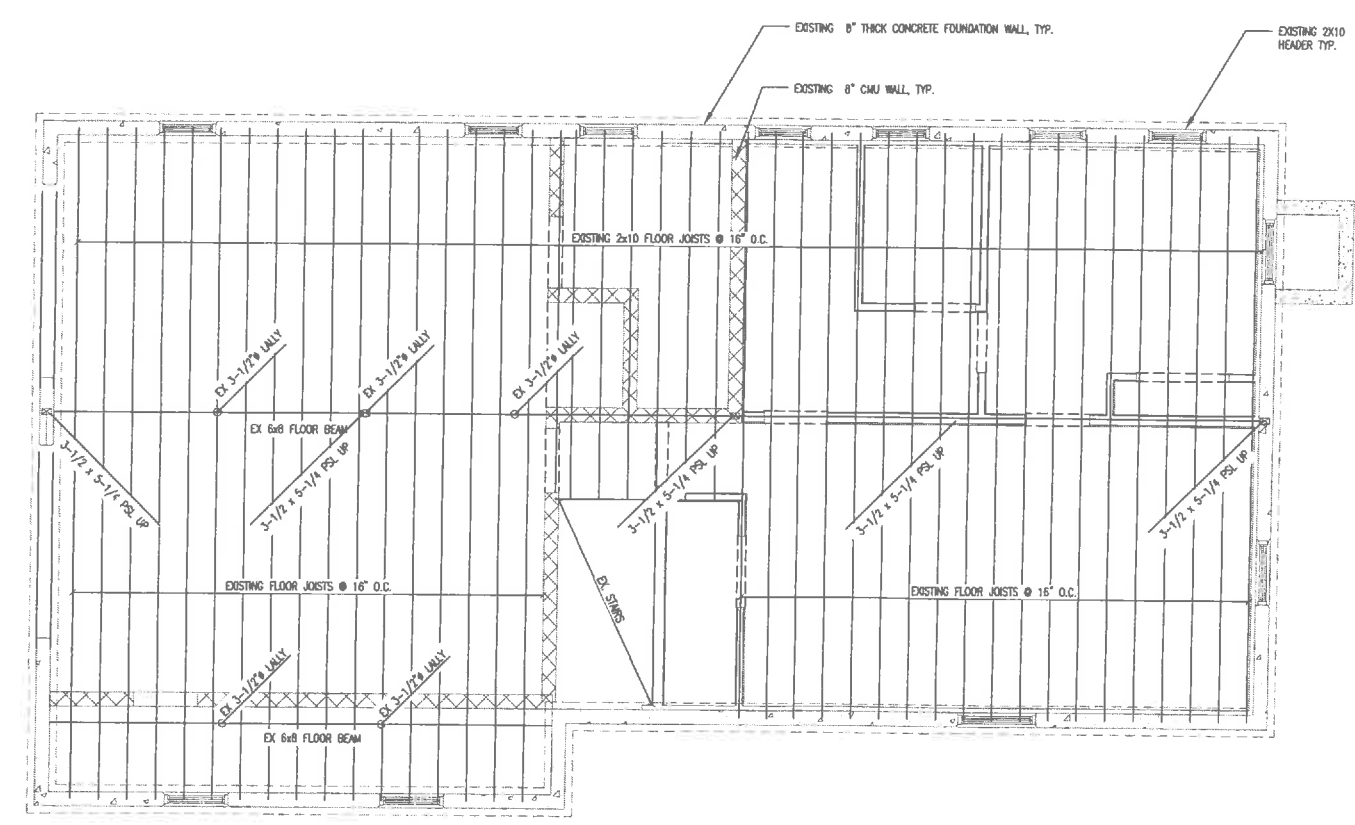 EXISTING 8" THICK CONCRETE FOUNDATION WALL, TYP.
EXISTING 2X10
HEADER TYP.
EXISTING 8" CMU WALL, TYP.
EXISTING 2x10 FLOOR JOISTS @ 16" O.C.
EX 3-1/2"ø LALLY
EX 3-1/2"ø LALLY
EX 3-1/2"ø LALLY
EX 6x8 FLOOR BEAM
3-1/2 x 5-1/4 PSL UP
3-1/2 x 5-1/4 PSL UP
3-1/2 x 5-1/4 PSL UP
3-1/2 x 5-1/4 PSL UP
3-1/2 x 5-1/4 PSL UP
EXISTING FLOOR JOISTS @ 16" O.C.
EX. STAIRS
EXISTING FLOOR JOISTS @ 16" O.C.
EX 3-1/2"ø LALLY
EX 3-1/2"ø LALLY
EX 6x8 FLOOR BEAM